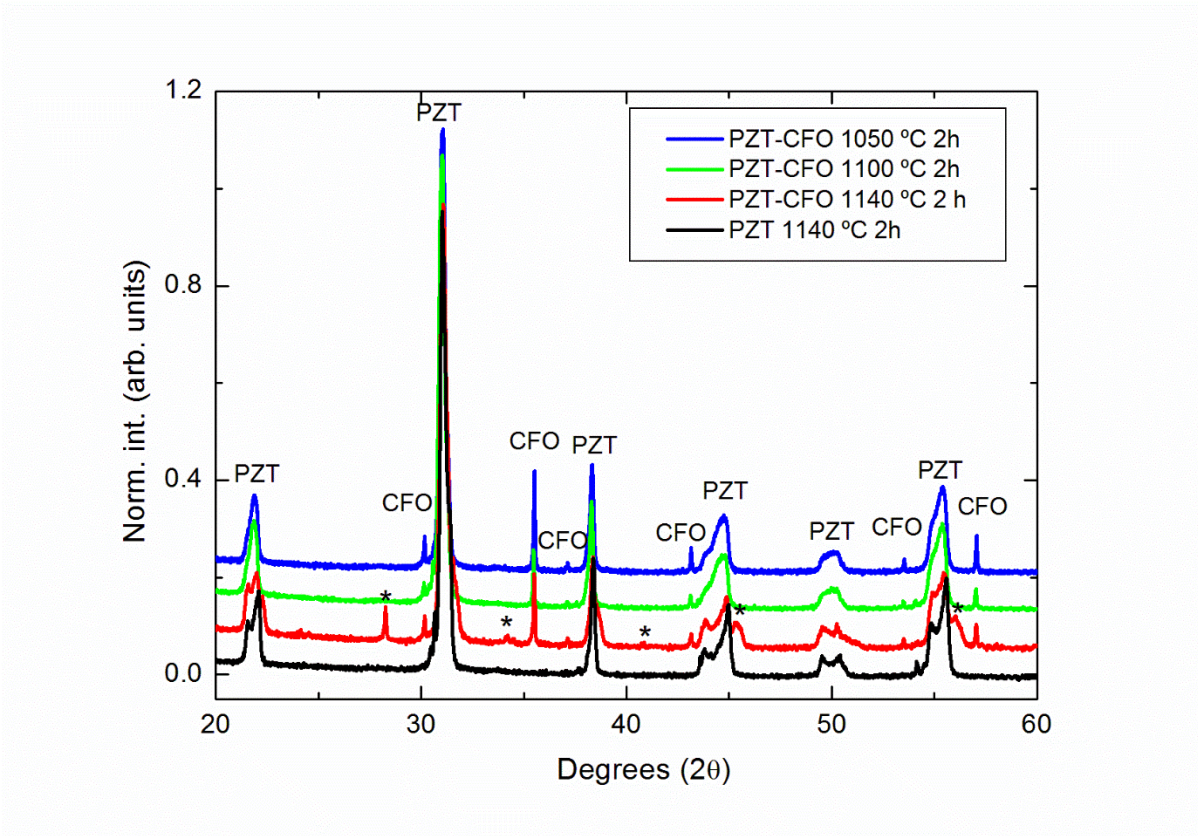 1.2
PZT
PZT-CFO 1050 ºC 2h
PZT-CFO 1100 ºC 2h
PZT-CFO 1140 ºC 2 h
PZT 1140 ºC 2h
0.8
Norm. int. (arb. units)
CFO PZT
0.4 PZT PZT PZT
CFO CFO CFO CFO PZT CFO
* * * * *
0.0
20 30 40 50 60
Degrees (2θ)